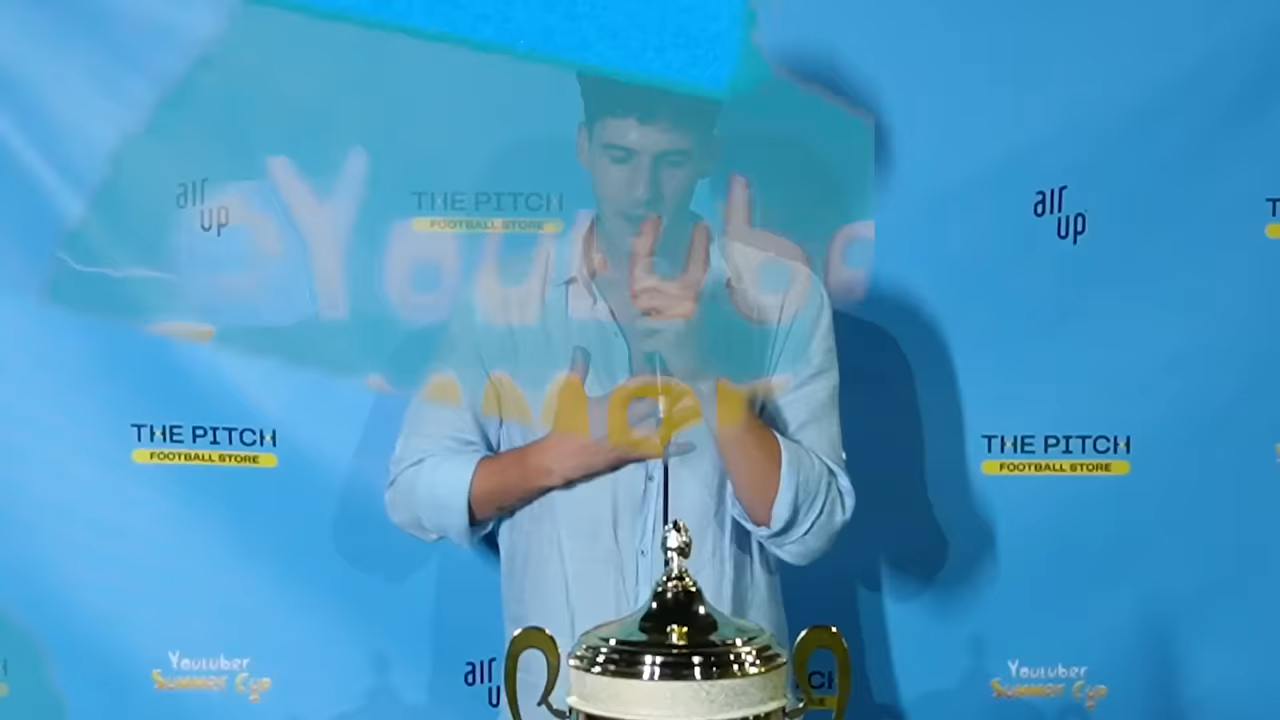 air
up
THE PITCH
FOOTBALL STORE
air
up
THE PITCH
FOOTBALL STORE
THE PITCH
FOOTBALL STORE
Youtuber
Summer Cup
air
Youtuber
Summer Cup